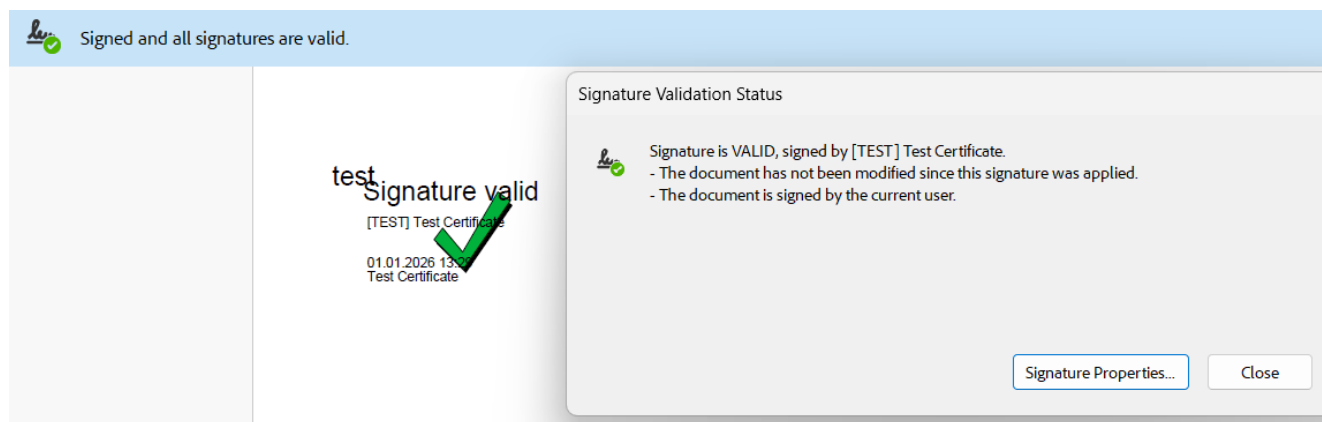 Signed and all signatures are valid.
Signature Validation Status
Signature is VALID, signed by [TEST] Test Certificate.
- The document has not been modified since this signature was applied.
- The document is signed by the current user.
test
Signature valid
[TEST] Test Certificate
01.01.2026 13:29
Test Certificate
Signature Properties...
Close